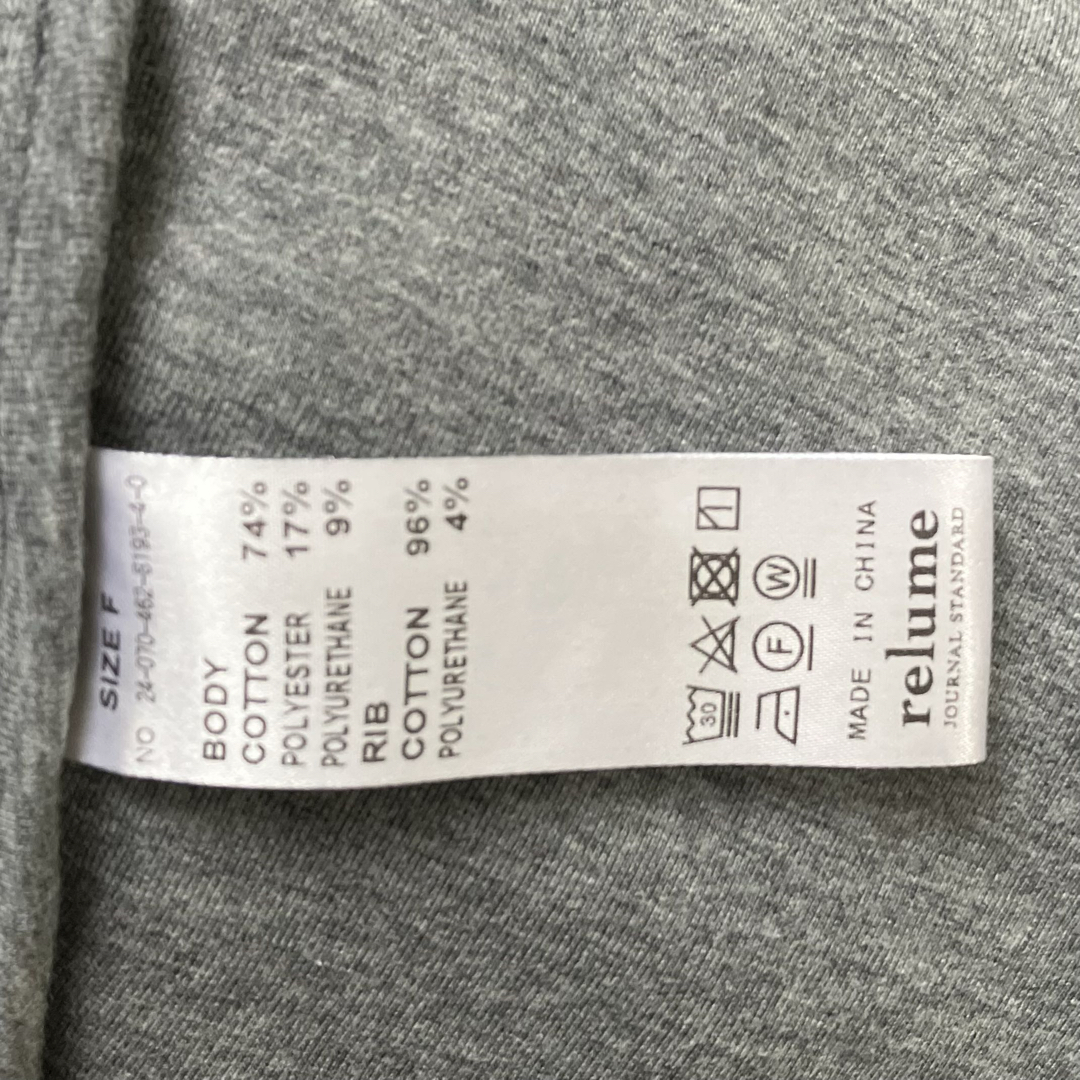 SIZE F
NO 24-070-462-5193-4-0
BODY
COTTON 74%
POLYESTER 17%
POLYURETHANE 9%
RIB
COTTON 96%
POLYURETHANE 4%
30
F W
MADE IN CHINA
relume
JOURNAL STANDARD